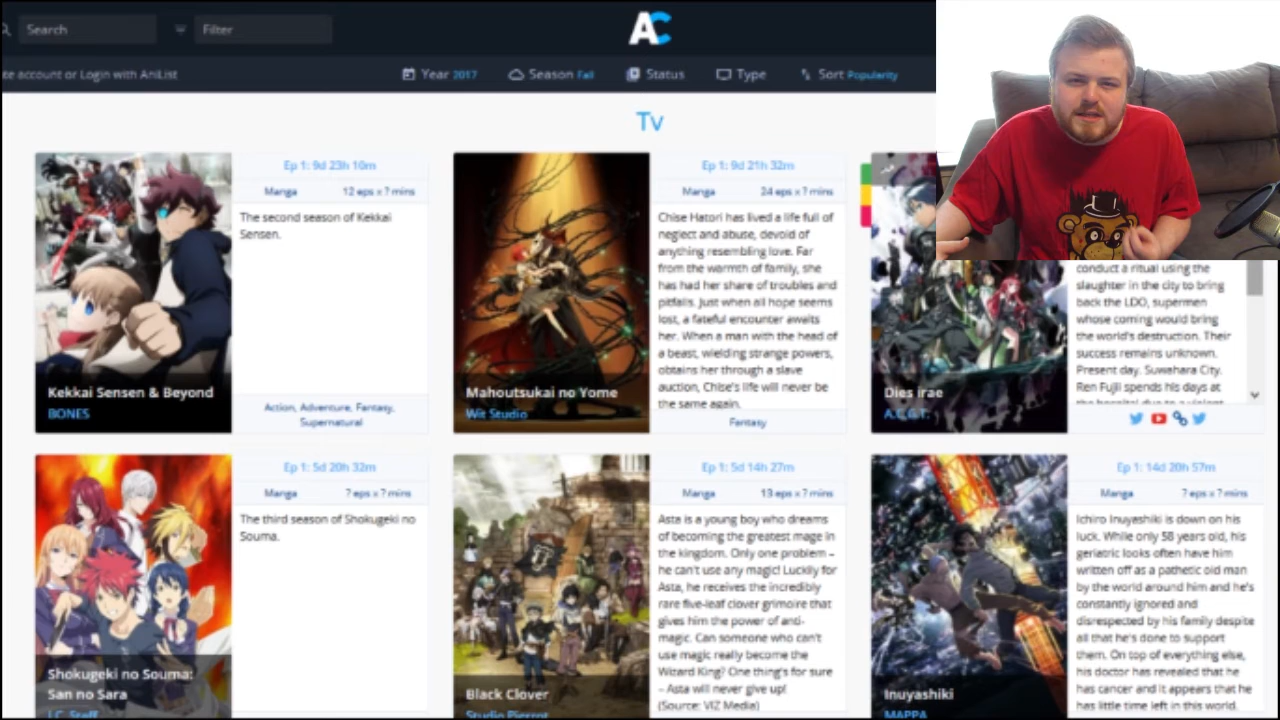 Search
Filter
AC
te account or Login with AniList
Year 2017
Season Fall
Status
Type
Sort Popularity
Tv
Ep 1: 9d 23h 10m
Manga 12 eps x ? mins
The second season of Kekkai
Sensen.
Kekkai Sensen & Beyond
BONES
Action, Adventure, Fantasy,
Supernatural
Ep 1: 9d 21h 32m
Manga 24 eps x ? mins
Chise Hatori has lived a life full of
neglect and abuse, devoid of
anything resembling love. Far
from the warmth of family, she
has had her share of troubles and
pitfalls. Just when all hope seems
lost, a fateful encounter awaits
her. When a man with the head of
a beast, wielding strange powers,
obtains her through a slave
auction, Chise's life will never be
the same again.
Mahoutsukai no Yome
Wit Studio
Fantasy
conduct a ritual using the
slaughter in the city to bring
back the LDO, supermen
whose coming would bring
the world's destruction. Their
success remains unknown.
Present day. Suwahara City.
Ren Fujii spends his days at
the hospital due to a violent
Dies irae
A.C.G.T.
Ep 1: 5d 20h 32m
Manga ? eps x ? mins
The third season of Shokugeki no
Souma.
Shokugeki no Souma:
San no Sara
J.C. Staff
Ep 1: 5d 14h 27m
Manga 13 eps x ? mins
Asta is a young boy who dreams
of becoming the greatest mage in
the kingdom. Only one problem –
he can't use any magic! Luckily for
Asta, he receives the incredibly
rare five-leaf clover grimoire that
gives him the power of anti-
magic. Can someone who can't
use magic really become the
Wizard King? One thing's for sure
– Asta will never give up!
(Source: VIZ Media)
Black Clover
Studio Pierrot
Ep 1: 14d 20h 57m
Manga ? eps x ? mins
Ichiro Inuyashiki is down on his
luck. While only 58 years old, his
geriatric looks often have him
written off as a pathetic old man
by the world around him and he's
constantly ignored and
disrespected by his family despite
all that he's done to support
them. On top of everything else,
his doctor has revealed that he
has cancer and it appears that he
has little time left in this world.
Inuyashiki
MAPPA